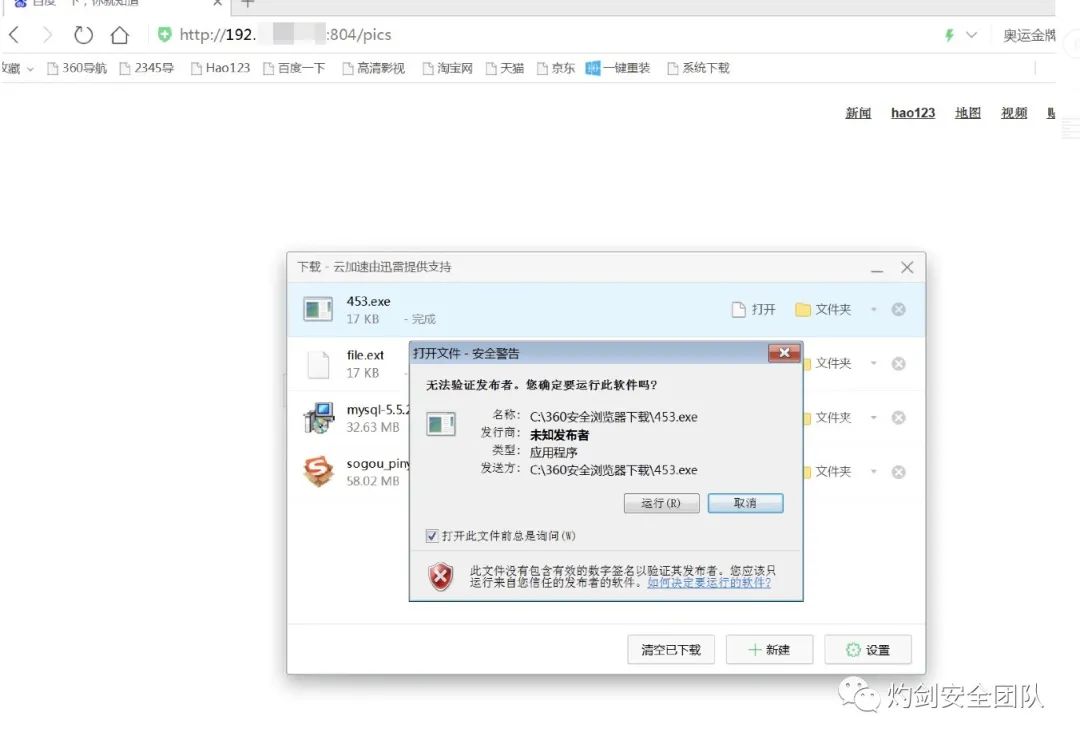 百度一下，你就知道
http://192. :804/pics
奥运金牌
收藏 360导航 2345导 Hao123 百度一下 高清影视 淘宝网 天猫 京东 一键重装 系统下载
新闻 hao123 地图 视频
下载 - 云加速由迅雷提供支持
453.exe
17 KB - 完成
打开 文件夹
file.ext
17 KB
文件夹
mysql-5.5.2
32.63 MB
文件夹
sogou_piny
58.02 MB
文件夹
打开文件 - 安全警告
无法验证发布者。您确定要运行此软件吗？
名称: C:\360安全浏览器下载\453.exe
发行商: 未知发布者
类型: 应用程序
发送方: C:\360安全浏览器下载\453.exe
运行(R) 取消
打开此文件前总是询问(W)
此文件没有包含有效的数字签名以验证其发布者。您应该只
运行来自您信任的发布者的软件。如何决定要运行的软件?
清空已下载 新建 设置
灼剑安全团队